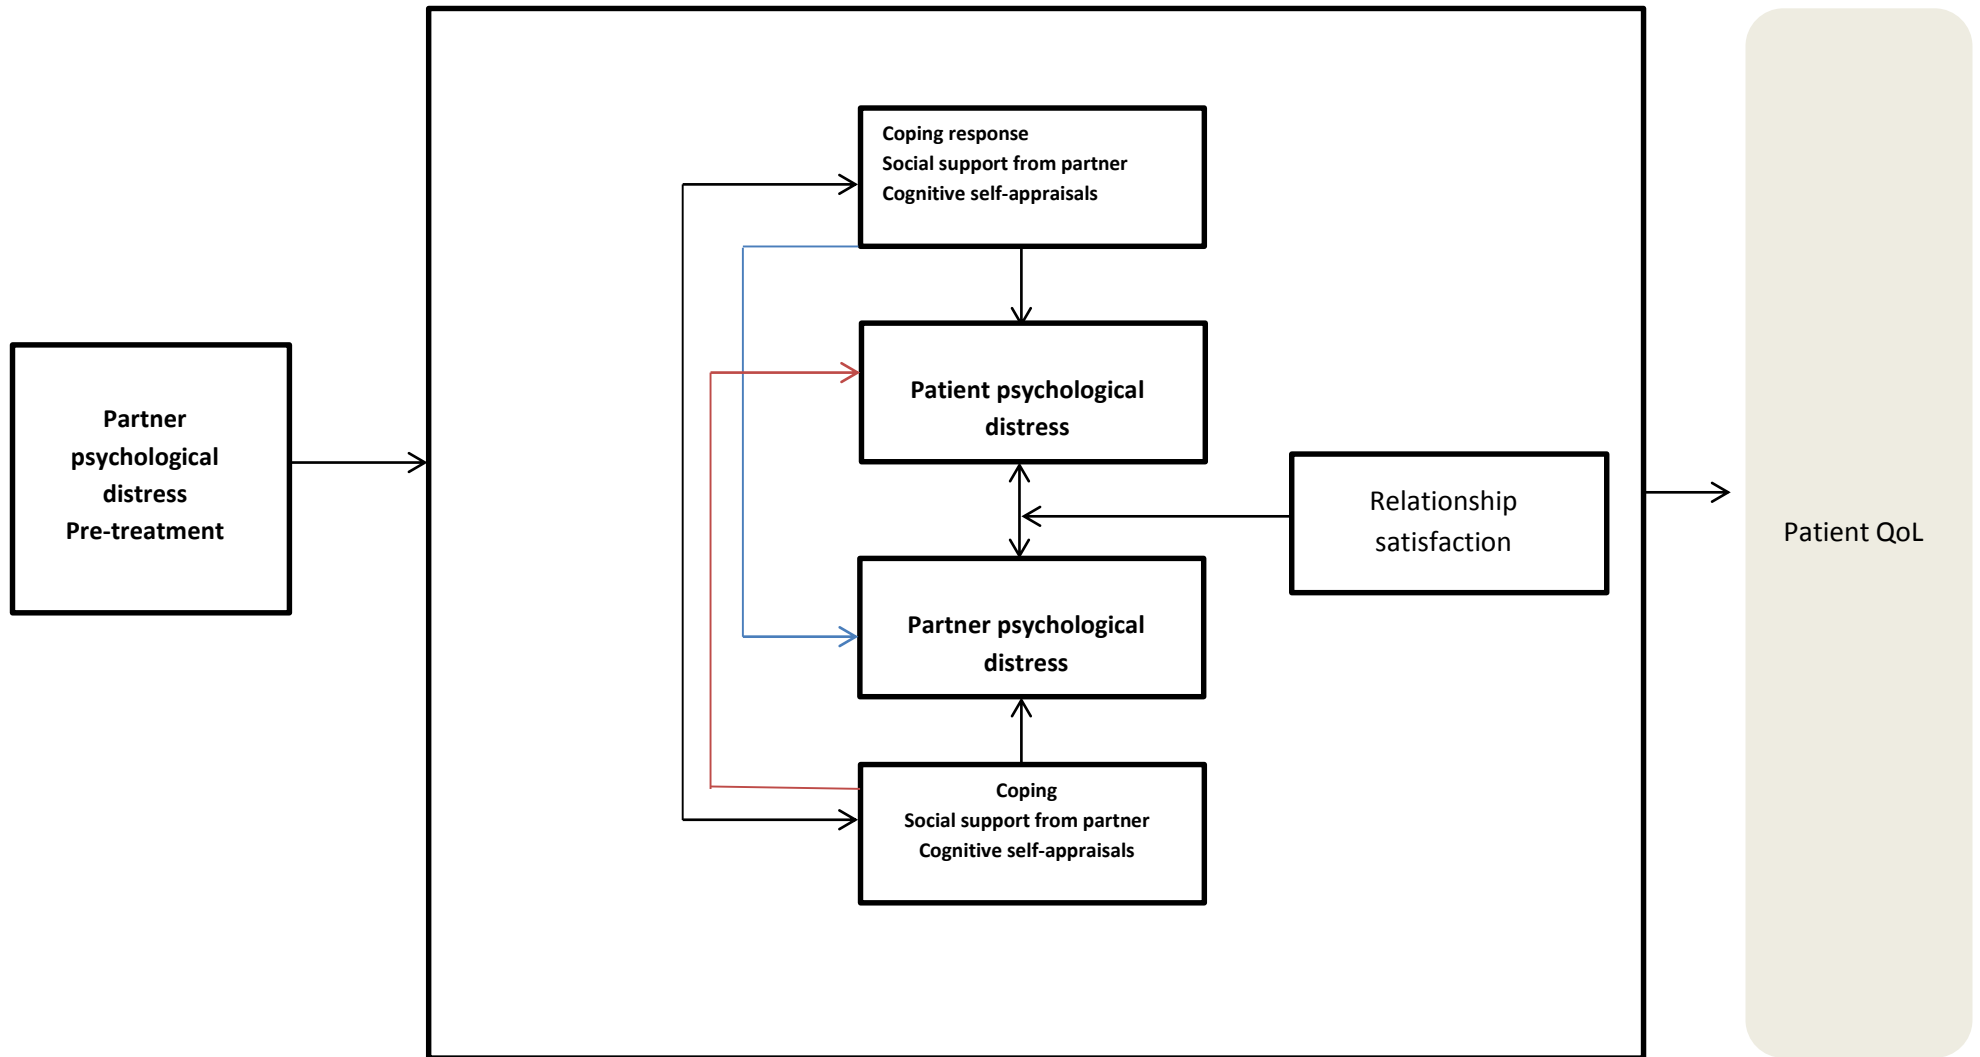 Partner
psychological
distress
Pre-treatment
Coping response
Social support from partner
Cognitive self-appraisals
Patient psychological
distress
Relationship
satisfaction
Partner psychological
distress
Coping
Social support from partner
Cognitive self-appraisals
Patient QoL